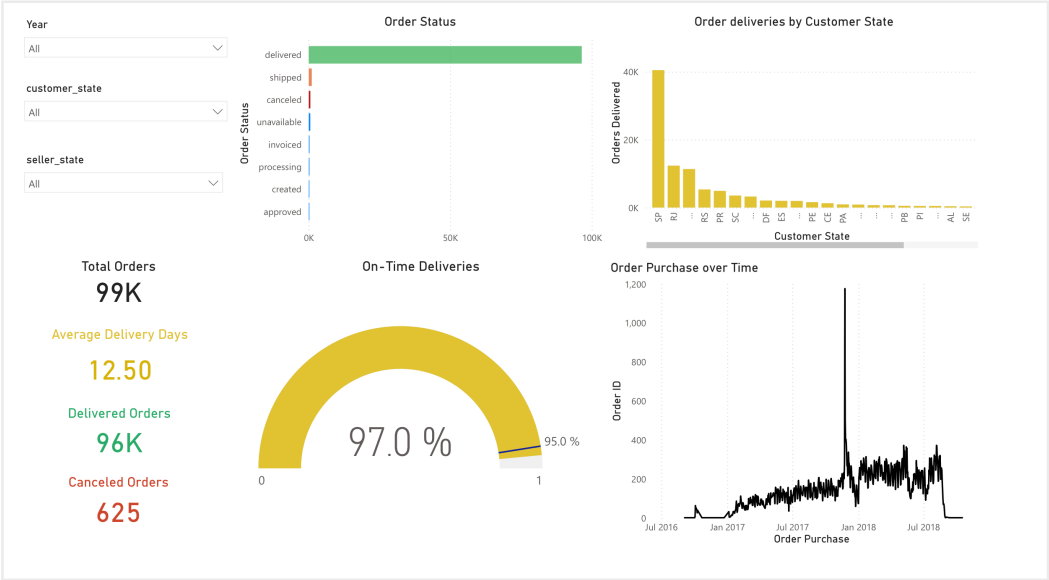 Year
All
customer_state
All
seller_state
All
Order Status
Order Status
delivered
shipped
canceled
unavailable
invoiced
processing
created
approved
0K
50K
100K
Order deliveries by Customer State
Orders Delivered
40K
20K
0K
SP
RJ
...
RS
PR
SC
...
DF
ES
...
PE
CE
PA
...
...
...
PB
PI
...
AL
SE
Customer State
Total Orders
99K
Average Delivery Days
12.50
Delivered Orders
96K
Canceled Orders
625
On-Time Deliveries
97.0 %
95.0 %
0
1
Order Purchase over Time
Order ID
1,200
1,000
800
600
400
200
0
Jul 2016
Jan 2017
Jul 2017
Jan 2018
Jul 2018
Order Purchase